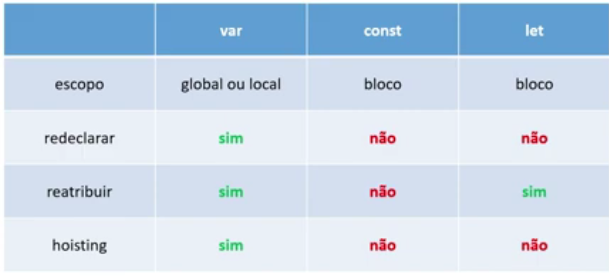 var const let
escopo global ou local bloco bloco
redeclarar sim não não
reatribuir sim não sim
hoisting sim não não